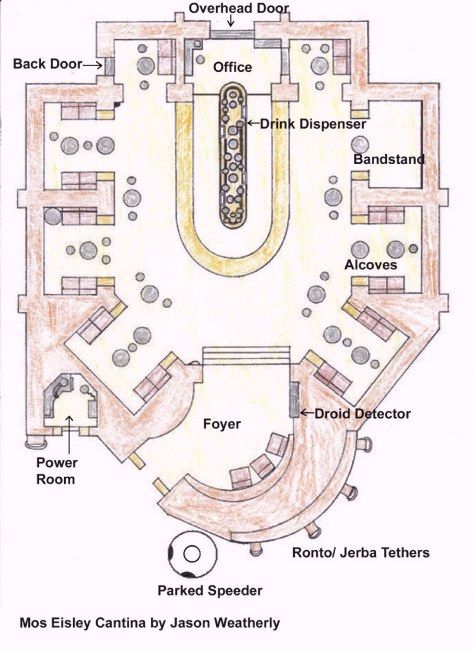 Overhead Door
Back Door
Office
Drink Dispenser
Bandstand
Alcoves
Droid Detector
Foyer
Power
Room
Ronto/ Jerba Tethers
Parked Speeder
Mos Eisley Cantina by Jason Weatherly